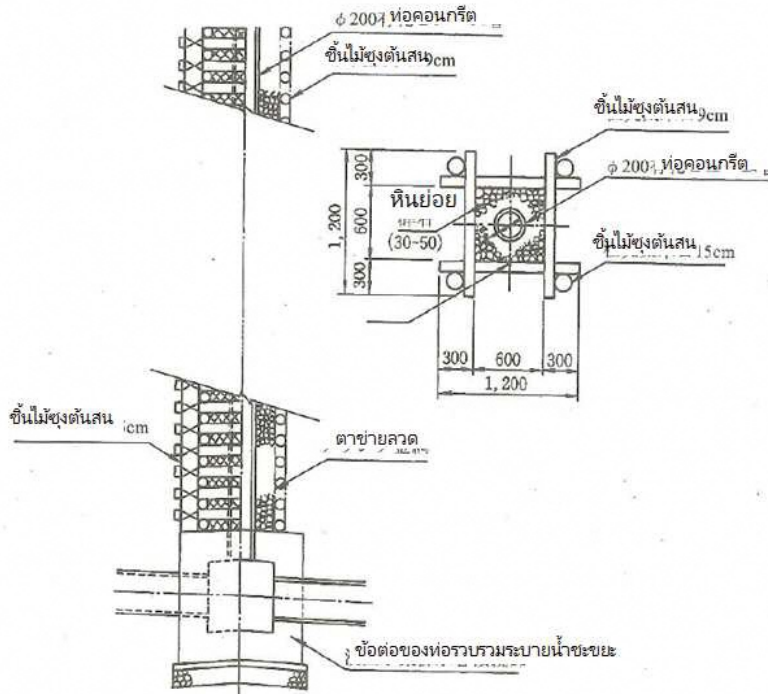 φ 200 ท่อคอนกรีต
ชิ้นไม้ซุงต้นสน 9cm
ชิ้นไม้ซุงต้นสน 9cm
φ 200 ท่อคอนกรีต
หินย่อย
(30~50)
ชิ้นไม้ซุงต้นสน 15cm
300
600
300
1,200
300 600 300
1,200
ชิ้นไม้ซุงต้นสน cm
ตาข่ายลวด
ข้อต่อของท่อรวบรวมระบายน้ำชะขยะ